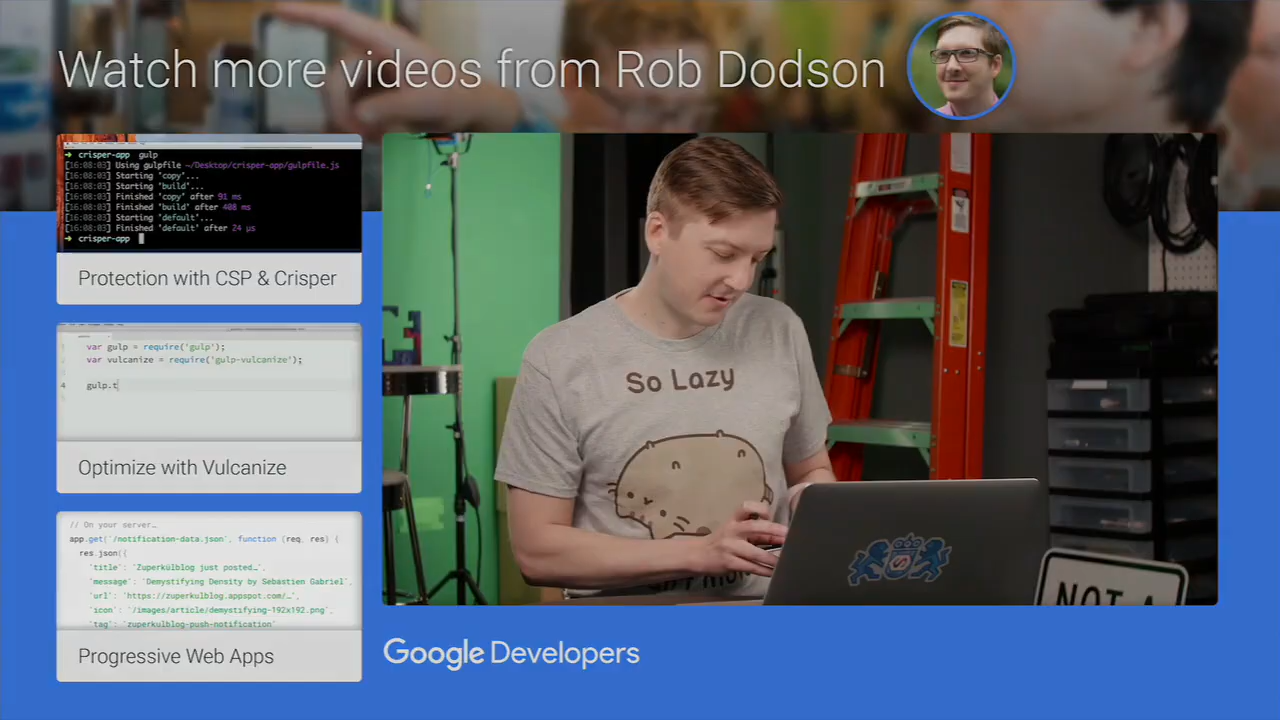 Watch more videos from Rob Dodson
➜ crisper-app gulp
[16:08:03] Using gulpfile ~/Desktop/crisper-app/gulpfile.js
[16:08:03] Starting 'copy'...
[16:08:03] Starting 'build'...
[16:08:03] Finished 'copy' after 91 ms
[16:08:03] Finished 'build' after 408 ms
[16:08:03] Starting 'default'...
[16:08:03] Finished 'default' after 24 μs
➜ crisper-app
Protection with CSP & Crisper
var gulp = require('gulp');
var vulcanize = require('gulp-vulcanize');
4 gulp.t
Optimize with Vulcanize
// On your server…
app.get('/notification-data.json', function (req, res) {
res.json({
'title': 'Zuperkülblog just posted…',
'message': 'Demystifying Density by Sebastien Gabriel',
'url': 'https://zuperkulblog.appspot.com/…',
'icon': '/images/article/demystifying-192x192.png',
'tag': 'zuperkulblog-push-notification'
Progressive Web Apps
So Lazy
NOT A
Google Developers